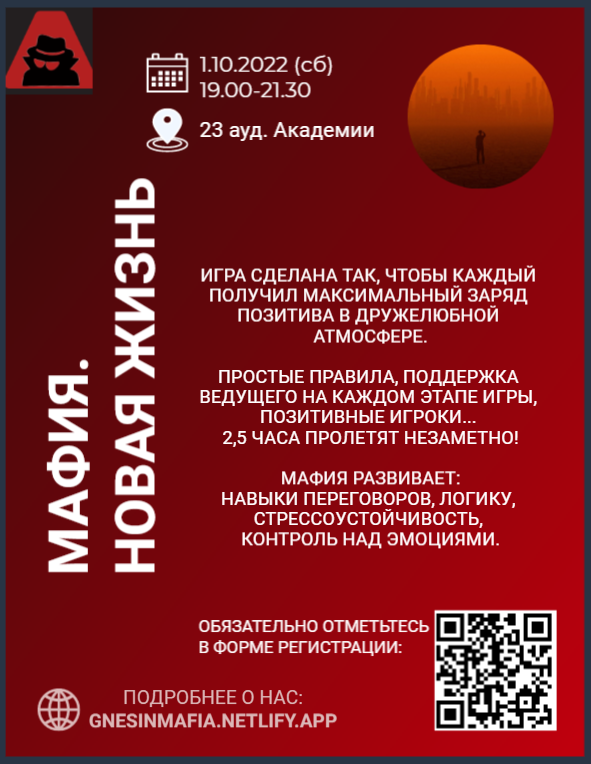 1.10.2022 (сб)
19.00-21.30
23 ауд. Академии
МАФИЯ.
НОВАЯ ЖИЗНЬ
ИГРА СДЕЛАНА ТАК, ЧТОБЫ КАЖДЫЙ
ПОЛУЧИЛ МАКСИМАЛЬНЫЙ ЗАРЯД
ПОЗИТИВА В ДРУЖЕЛЮБНОЙ
АТМОСФЕРЕ.
ПРОСТЫЕ ПРАВИЛА, ПОДДЕРЖКА
ВЕДУЩЕГО НА КАЖДОМ ЭТАПЕ ИГРЫ,
ПОЗИТИВНЫЕ ИГРОКИ...
2,5 ЧАСА ПРОЛЕТЯТ НЕЗАМЕТНО!
МАФИЯ РАЗВИВАЕТ:
НАВЫКИ ПЕРЕГОВОРОВ, ЛОГИКУ,
СТРЕССОУСТОЙЧИВОСТЬ,
КОНТРОЛЬ НАД ЭМОЦИЯМИ.
ОБЯЗАТЕЛЬНО ОТМЕТЬТЕСЬ
В ФОРМЕ РЕГИСТРАЦИИ:
ПОДРОБНЕЕ О НАС:
GNESINMAFIA.NETLIFY.APP